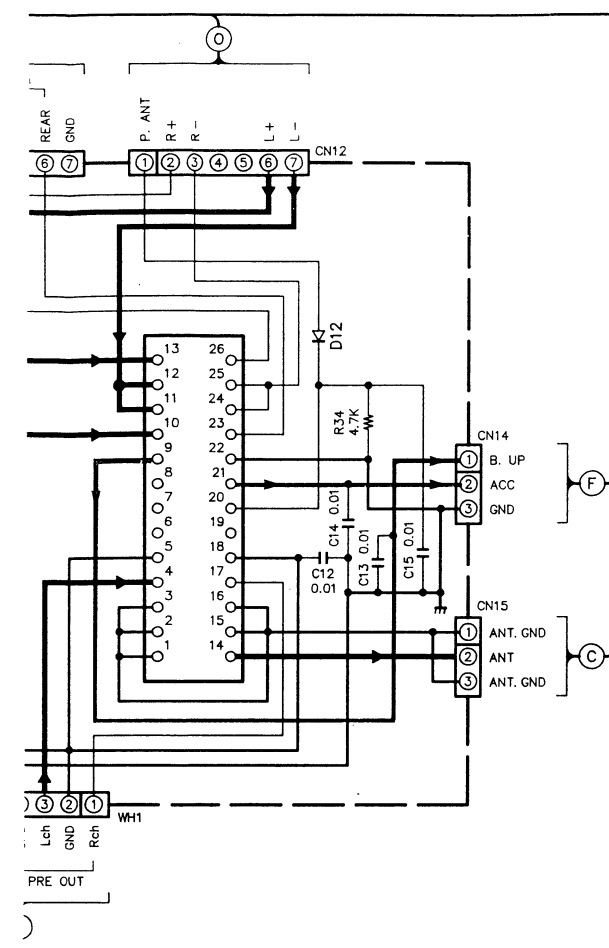 O
REAR
GND
P. ANT
R+
R-
L+
L-
CN12
6 7
1 2 3 4 5 6 7
D12
13 26
12 25
11 24
10 23
9 22
8 21
7 20
6 19
5 18
4 17
3 16
2 15
1 14
R34
4.7K
C14 0.01
C12
0.01
C13 0.01
C15 0.01
CN14
1 B. UP
2 ACC
3 GND
F
CN15
1 ANT. GND
2 ANT
3 ANT. GND
C
3 2 1
WH1
Lch
GND
Rch
PRE OUT